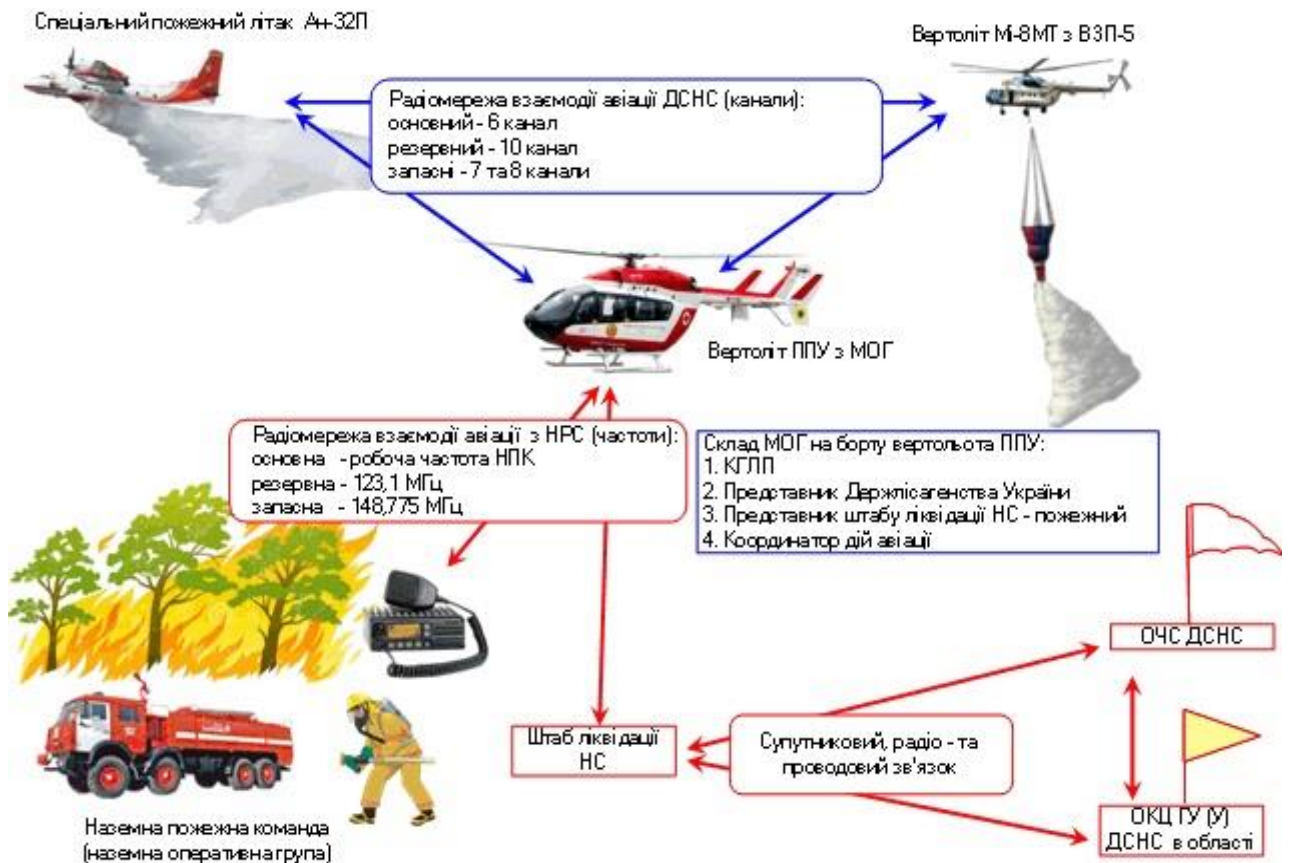 Спеціальний пожежний літак Ан-32П
Вертоліт Мі-8МТ з ВЗП-5
Радіомережа взаємодії авіації ДСНС (канали):
основний - 6 канал
резервний - 10 канал
запасні - 7 та 8 канали
Вертоліт ППУ з МОГ
Радіомережа взаємодії авіації з НРС (частоти):
основна - робоча частота НПК
резервна - 123,1 МГц
запасна - 148,775 МГц
Склад МОГ на борту вертольота ППУ:
1. КГЛП
2. Представник Держлісагенства України
3. Представник штабу ліквідації НС - пожежний
4. Координатор дій авіації
ОЧС ДСНС
Штаб ліквідації
НС
Супутниковий, радіо - та
проводовий зв'язок
ОКЦ ГУ (У)
ДСНС в області
Наземна пожежна команда
(наземна оперативна група)